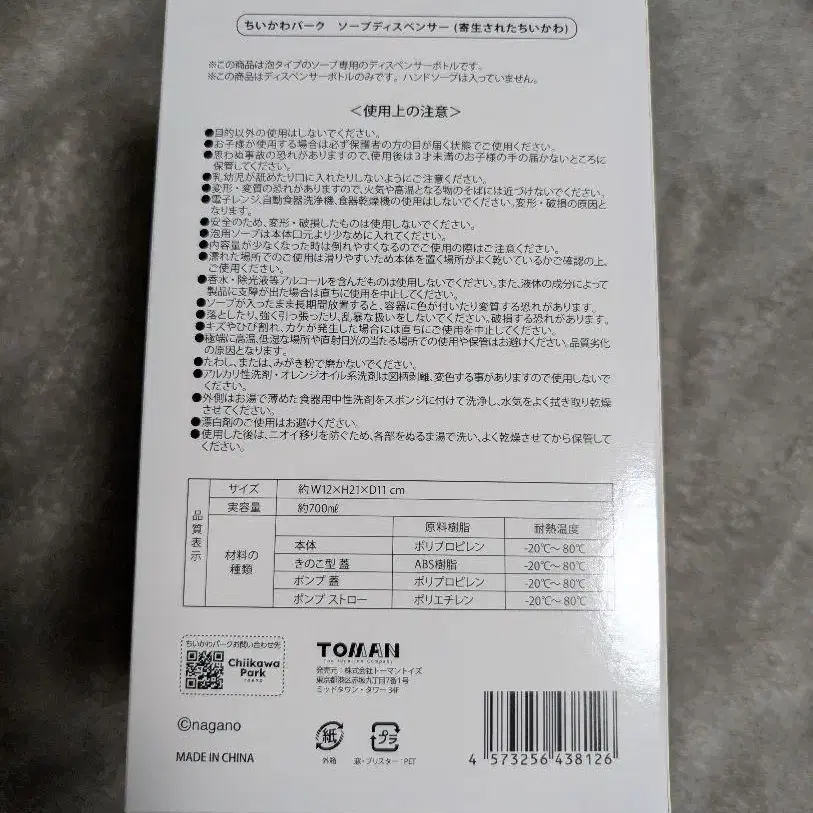 ちいかわパーク ソープディスペンサー (寄生されたちいかわ)
※この商品は泡タイプのソープ専用のディスペンサーボトルです。
※この商品はディスペンサーボトルのみです。ハンドソープは入っていません。
＜使用上の注意＞
●目的以外の使用はしないでください。
●お子様が使用する場合は必ず保護者の方の目が届く状態でご使用ください。
●思わぬ事故の恐れがありますので、使用後は3才未満のお子様の手の届かないところに
保管してください。
●乳幼児が舐めたり口に入れたりしないようにご注意ください。
●変形・変質の恐れがありますので、火気や高温となる物のそばには近づけないでください。
●電子レンジ、自動食器洗浄機、食器乾燥機の使用はしないでください。変形・破損の原因と
なります。
●安全のため、変形・破損したものは使用しないでください。
●泡用ソープは本体口元より少なめに入れてください。
●内容量が少なくなった時は倒れやすくなるのでご使用の際はご注意ください。
●濡れた場所でのご使用は滑りやすいため本体を置く場所がよく乾いているかご確認の上、
ご使用ください。
●香水・除光液等アルコールを含んだものは使用しないでください。また、液体の成分によって
製品に支障が出た場合は直ちに使用を中止してください。
●ソープが入ったまま長期間放置すると、容器に色が付いたり変質する恐れがあります。
●落としたり、強く引っ張ったり、乱暴な扱いをしないでください。破損する恐れがあります。
●キズやひび割れ、カケが発生した場合には直ちにご使用を中止してください。
●極端に高温、低湿な場所や直射日光の当たる場所での使用や保管はお避けください。品質劣化
の原因となります。
●たわし、または、みがき粉で磨かないでください。
●アルカリ性洗剤・オレンジオイル系洗剤は図柄剥離、変色する事がありますので使用しないで
ください。
●外側はお湯で薄めた食器用中性洗剤をスポンジに付けて洗浄し、水気をよく拭き取り乾燥
させてください。
●漂白剤のご使用はお避けください。
●使用した後は、ニオイ移りを防ぐため、各部をぬるま湯で洗い、よく乾燥させてから保管して
ください。
品質表示
サイズ 約W12×H21×D11 cm
実容量 約700㎖
材料の種類 原料樹脂 耐熱温度
本体 ポリプロピレン -20℃～80℃
きのこ型 蓋 ABS樹脂 -20℃～80℃
ポンプ 蓋 ポリプロピレン -20℃～80℃
ポンプ ストロー ポリエチレン -20℃～80℃
ちいかわパークお問い合わせ先
Chiikawa
Park
TOKYO
TOMAN
発売元：株式会社トーマントイズ
東京都港区赤坂九丁目7番1号
ミッドタウン・タワー 34F
©nagano
MADE IN CHINA
紙
外箱
プラ
袋・ブリスター：PET
4 573256 438126